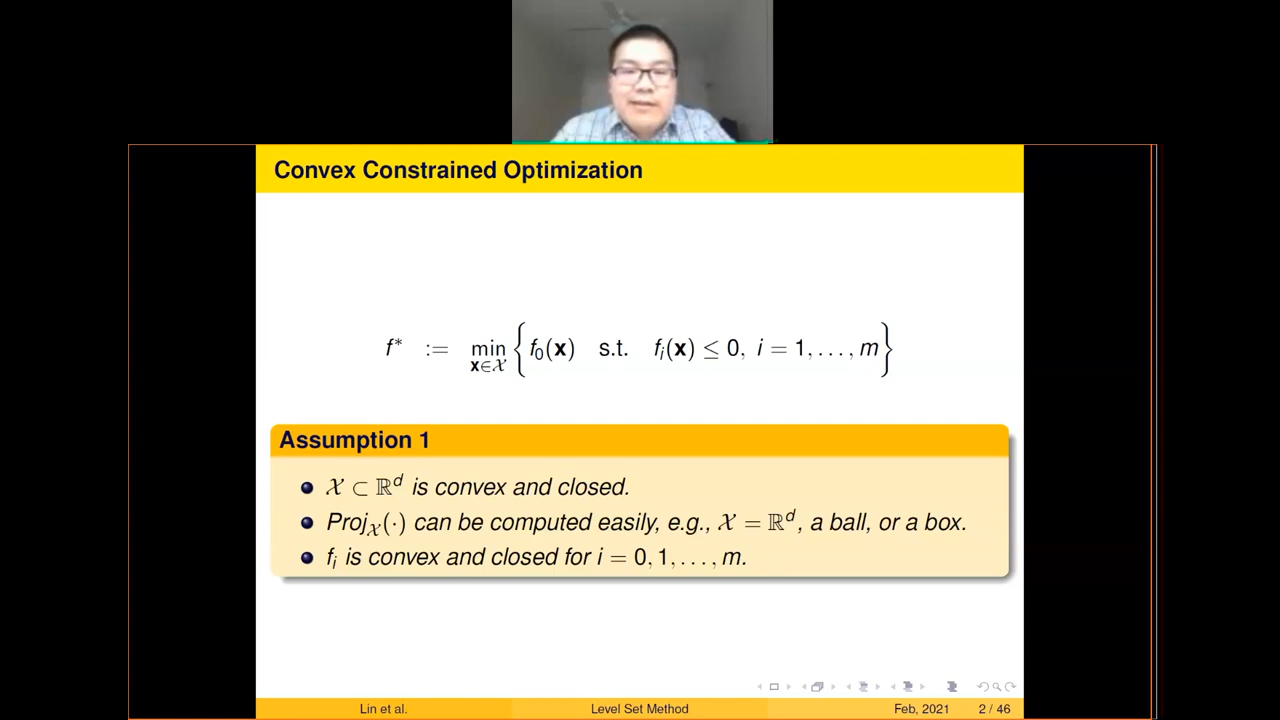 Convex Constrained Optimization
f* := min_{x∈𝒳} { f₀(x) s.t. fᵢ(x) ≤ 0, i = 1, . . . , m }
Assumption 1
𝒳 ⊂ ℝᵈ is convex and closed.
Proj_𝒳(·) can be computed easily, e.g., 𝒳 = ℝᵈ, a ball, or a box.
fᵢ is convex and closed for i = 0, 1, . . . , m.
Lin et al. Level Set Method Feb, 2021 2 / 46